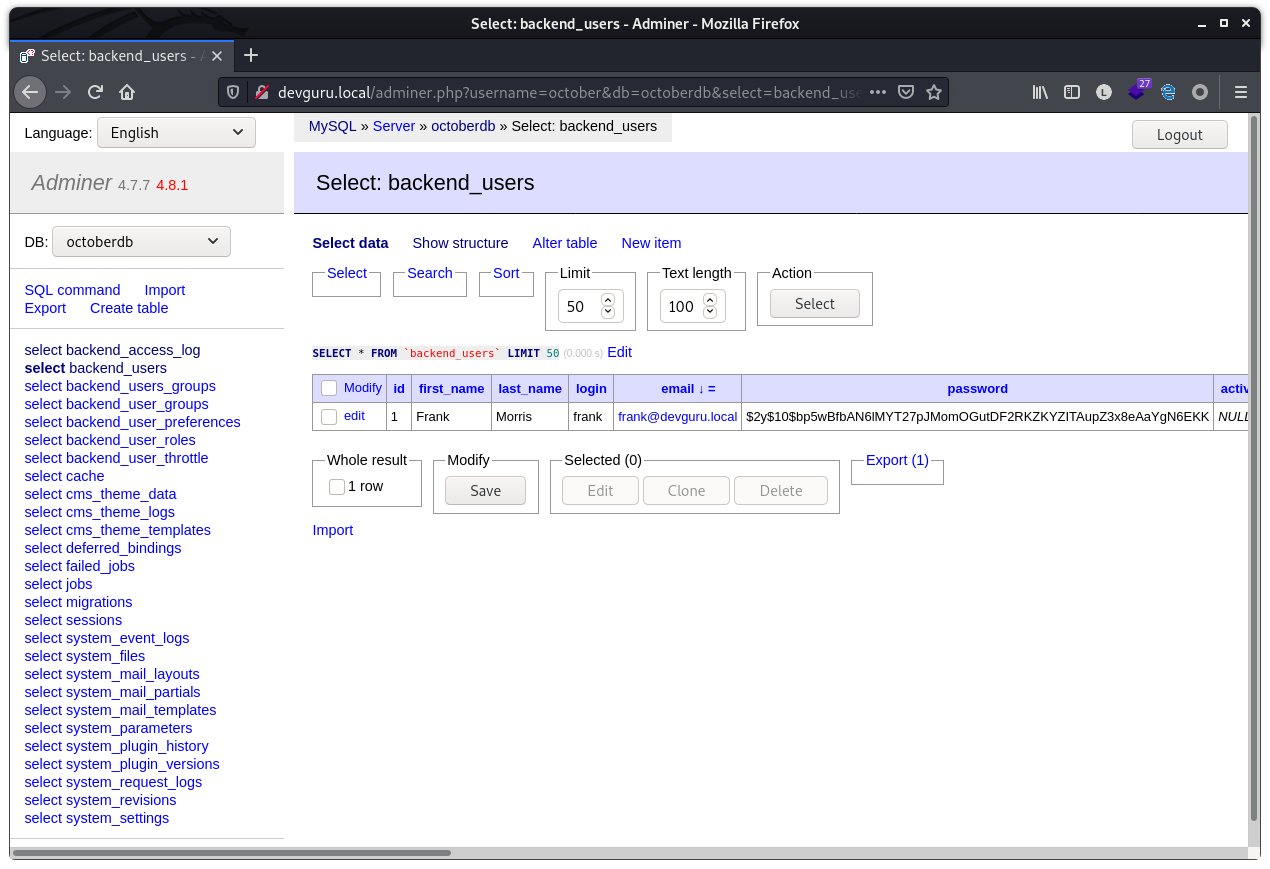 Select: backend_users - Adminer - Mozilla Firefox
Select: backend_users - A
devguru.local/adminer.php?username=october&db=octoberdb&select=backend_use
27
Language: English
MySQL » Server » octoberdb » Select: backend_users
Logout
Adminer 4.7.7 4.8.1
Select: backend_users
DB: octoberdb
SQL command Import
Export Create table
select backend_access_log
select backend_users
select backend_users_groups
select backend_user_groups
select backend_user_preferences
select backend_user_roles
select backend_user_throttle
select cache
select cms_theme_data
select cms_theme_logs
select cms_theme_templates
select deferred_bindings
select failed_jobs
select jobs
select migrations
select sessions
select system_event_logs
select system_files
select system_mail_layouts
select system_mail_partials
select system_mail_templates
select system_parameters
select system_plugin_history
select system_plugin_versions
select system_request_logs
select system_revisions
select system_settings
Select data Show structure Alter table New item
Select Search Sort Limit Text length Action
50 100 Select
SELECT * FROM `backend_users` LIMIT 50 (0.000 s) Edit
Modify id first_name last_name login email ↓ = password activ
edit 1 Frank Morris frank frank@devguru.local $2y$10$bp5wBfbAN6lMYT27pJMomOGutDF2RKZKYZITAupZ3x8eAaYgN6EKK NULL
Whole result Modify Selected (0) Export (1)
1 row Save Edit Clone Delete
Import